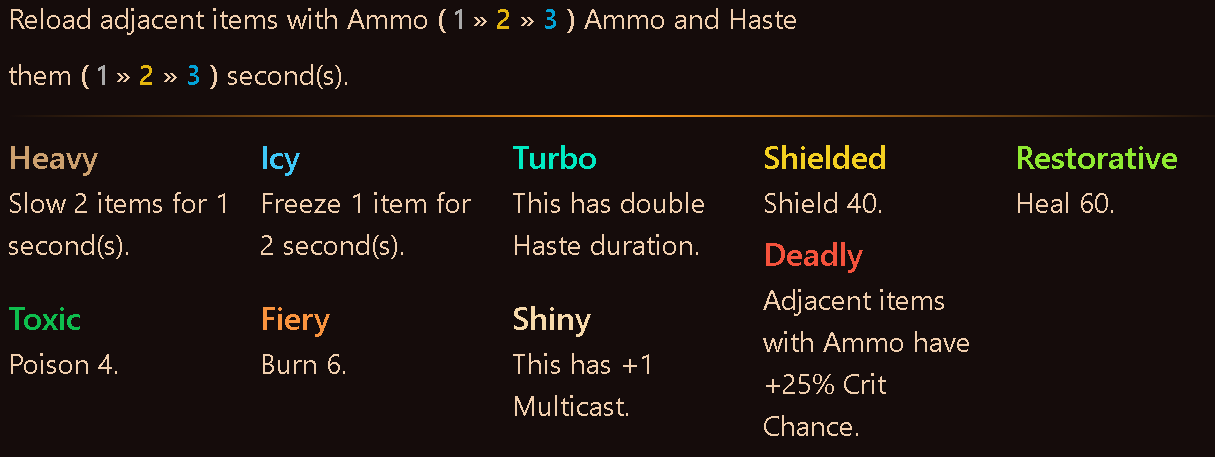 Reload adjacent items with Ammo ( 1 » 2 » 3 ) Ammo and Haste
them ( 1 » 2 » 3 ) second(s).
Heavy
Slow 2 items for 1
second(s).
Icy
Freeze 1 item for
2 second(s).
Turbo
This has double
Haste duration.
Shielded
Shield 40.
Restorative
Heal 60.
Toxic
Poison 4.
Fiery
Burn 6.
Shiny
This has +1
Multicast.
Deadly
Adjacent items
with Ammo have
+25% Crit
Chance.